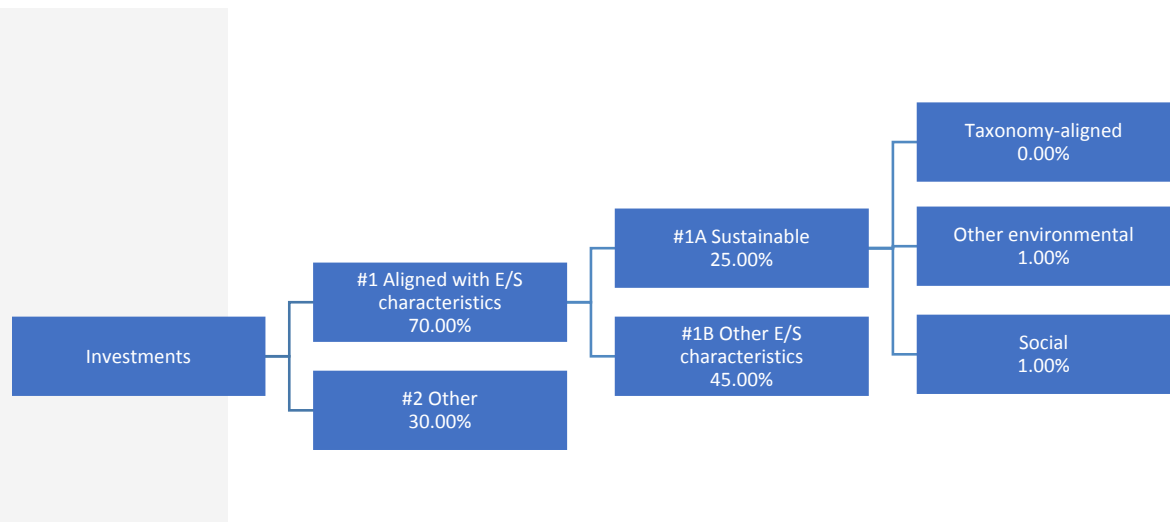 Investments
#1 Aligned with E/S
characteristics
70.00%
#2 Other
30.00%
#1A Sustainable
25.00%
#1B Other E/S
characteristics
45.00%
Taxonomy-aligned
0.00%
Other environmental
1.00%
Social
1.00%